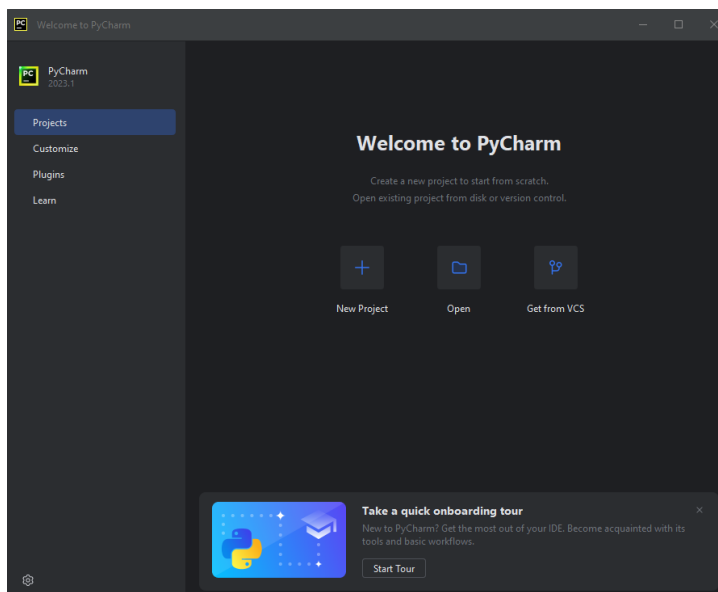 PC
Welcome to PyCharm
PC
PyCharm
2023.1
Projects
Customize
Plugins
Learn
Welcome to PyCharm
Create a new project to start from scratch.
Open existing project from disk or version control.
New Project
Open
Get from VCS
Take a quick onboarding tour
New to PyCharm? Get the most out of your IDE. Become acquainted with its
tools and basic workflows.
Start Tour